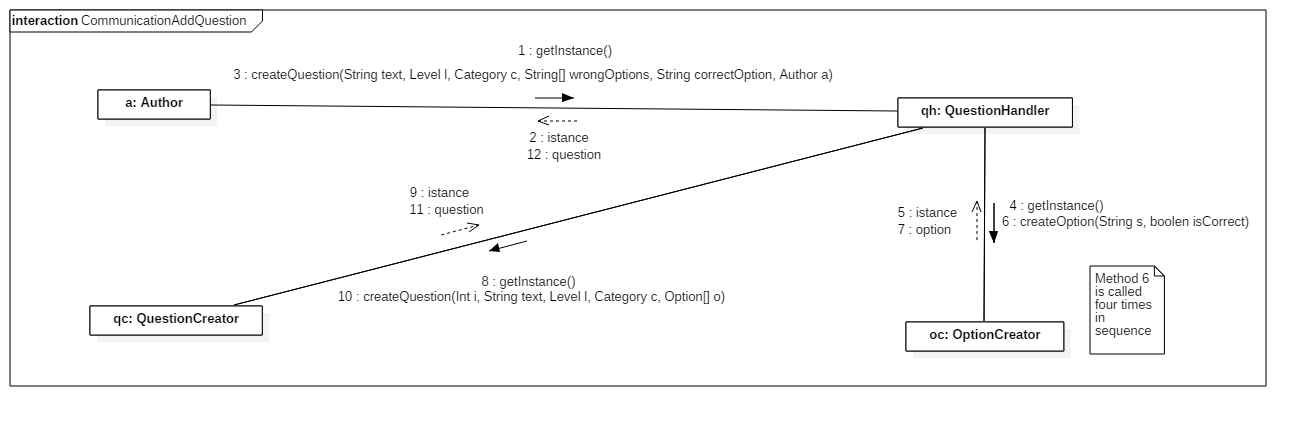 interaction CommunicationAddQuestion
1 : getInstance()
3 : createQuestion(String text, Level l, Category c, String[] wrongOptions, String correctOption, Author a)
a: Author
qh: QuestionHandler
2 : istance
12 : question
9 : istance
11 : question
5 : istance
7 : option
4 : getInstance()
6 : createOption(String s, boolen isCorrect)
8 : getInstance()
10 : createQuestion(Int i, String text, Level l, Category c, Option[] o)
qc: QuestionCreator
oc: OptionCreator
Method 6
is called
four times
in
sequence